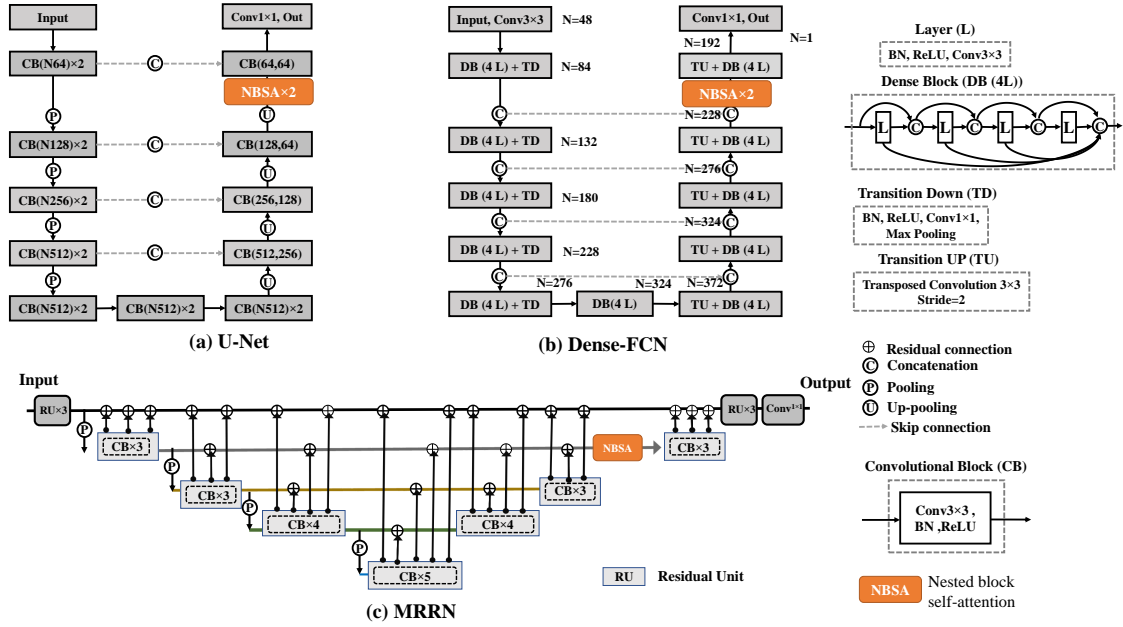 Input
CB(N64)×2
P
CB(N128)×2
P
CB(N256)×2
P
CB(N512)×2
P
CB(N512)×2
CB(N512)×2
CB(N512)×2
C
C
C
C
Conv1×1, Out
CB(64,64)
NBSA×2
U
CB(128,64)
U
CB(256,128)
U
CB(512,256)
U
(a) U-Net
Input, Conv3×3
N=48
DB (4 L) + TD
N=84
C
DB (4 L) + TD
N=132
C
DB (4 L) + TD
N=180
C
DB (4 L) + TD
N=228
C
N=276
DB (4 L) + TD
DB(4 L)
N=324
Conv1×1, Out
N=1
N=192
TU + DB (4 L)
NBSA×2
N=228
C
TU + DB (4 L)
N=276
C
TU + DB (4 L)
N=324
C
TU + DB (4 L)
N=372
C
TU + DB (4 L)
(b) Dense-FCN
Layer (L)
BN, ReLU, Conv3×3
Dense Block (DB (4L))
L
C
L
C
L
C
L
C
Transition Down (TD)
BN, ReLU, Conv1×1,
Max Pooling
Transition UP (TU)
Transposed Convolution 3×3
Stride=2
Residual connection
C
Concatenation
P
Pooling
U
Up-pooling
Skip connection
Convolutional Block (CB)
Conv3×3 ,
BN ,ReLU
NBSA
Nested block
self-attention
Input
Output
RU×3
RU×3
Conv1×1
P
CB×3
NBSA
CB×3
P
CB×3
CB×3
P
CB×4
CB×4
P
CB×5
RU
Residual Unit
(c) MRRN